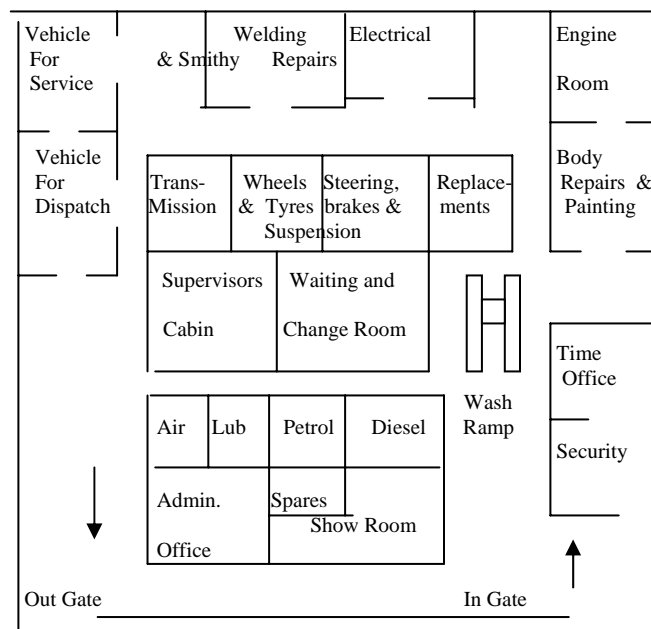 Vehicle
For
Service
Welding
& Smithy Repairs
Electrical
Engine
Room
Vehicle
For
Dispatch
Trans-
Mission
Wheels
& Tyres
Suspension
Steering,
brakes &
Replace-
ments
Body
Repairs &
Painting
Supervisors
Cabin
Waiting and
Change Room
Time
Office
Wash
Ramp
Air
Lub
Petrol
Diesel
Security
Admin.
Office
Spares
Show Room
Out Gate
In Gate